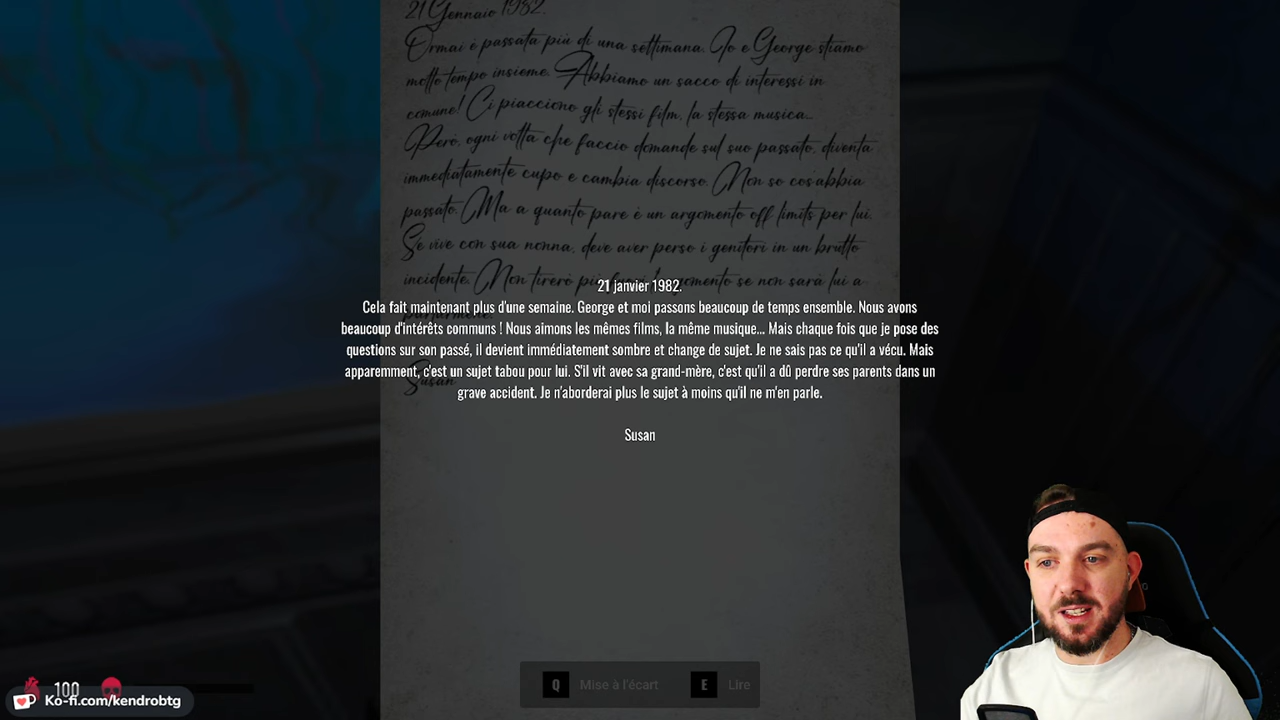 21 Gennaio 1982.
Ormai è passata più di una settimana. Io e George stiamo
molto tempo insieme. Abbiamo un sacco di interessi in
comune! Ci piacciono gli stessi film, la stessa musica...
Però, ogni volta che faccio domande sul suo passato, diventa
immediatamente cupo e cambia discorso. Non so cos'abbia
passato. Ma a quanto pare è un argomento off limits per lui.
Se vive con sua nonna, deve aver perso i genitori in un brutto
incidente. Non tirerò più fuori l'argomento se non sarà lui a
21 janvier 1982.
Cela fait maintenant plus d'une semaine. George et moi passons beaucoup de temps ensemble. Nous avons
beaucoup d'intérêts communs ! Nous aimons les mêmes films, la même musique... Mais chaque fois que je pose des
questions sur son passé, il devient immédiatement sombre et change de sujet. Je ne sais pas ce qu'il a vécu. Mais
apparemment, c'est un sujet tabou pour lui. S'il vit avec sa grand-mère, c'est qu'il a dû perdre ses parents dans un
Susan
grave accident. Je n'aborderai plus le sujet à moins qu'il ne m'en parle.
Susan
Q Mise à l'écart E Lire
100
Ko-fi.com/kendrobtg